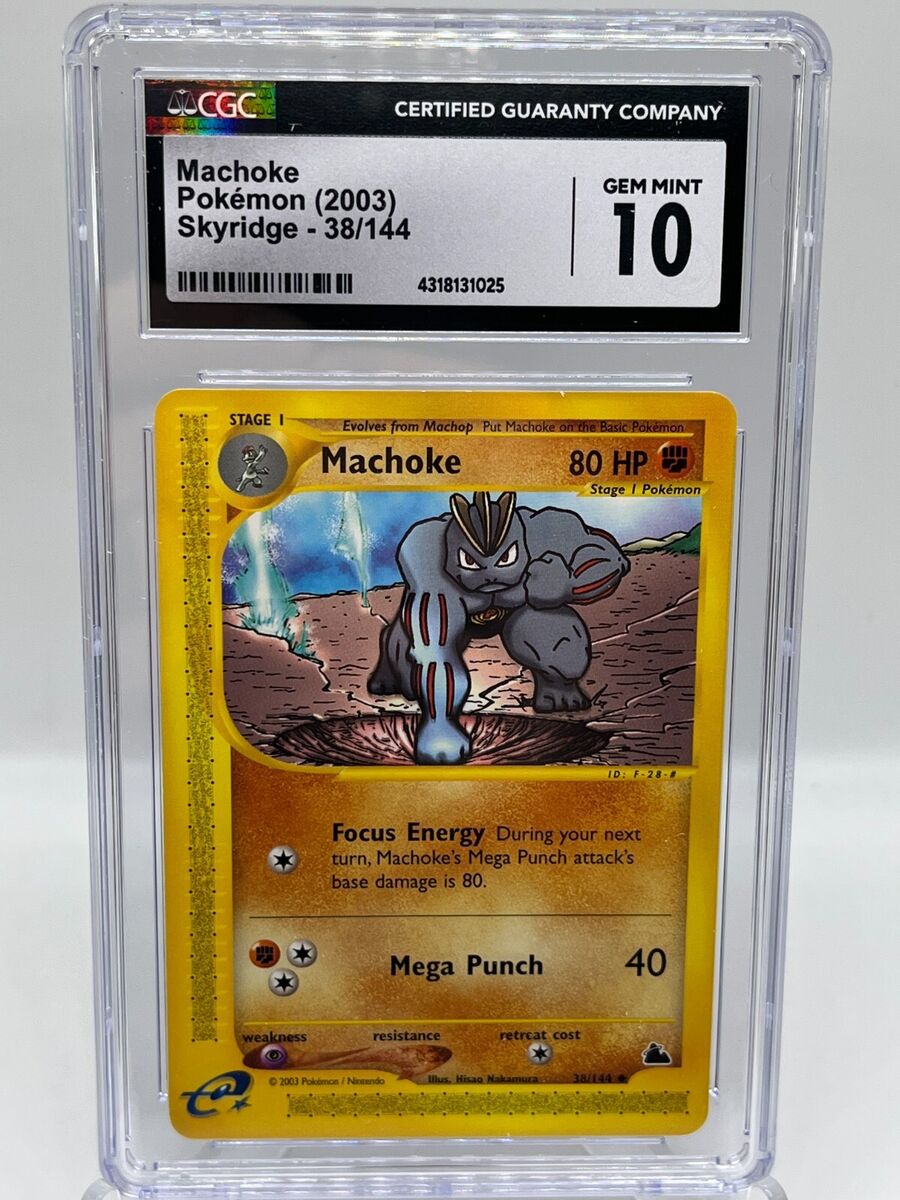 CGC
CERTIFIED GUARANTY COMPANY
Machoke
Pokémon (2003)
Skyridge - 38/144
GEM MINT
10
4318131025
STAGE 1
Evolves from Machop Put Machoke on the Basic Pokémon
Machoke 80 HP
Stage 1 Pokémon
ID: F-28-#
Focus Energy During your next
turn, Machoke's Mega Punch attack's
base damage is 80.
Mega Punch 40
weakness resistance retreat cost
© 2003 Pokémon / Nintendo Illus. Hisao Nakamura 38/144
e